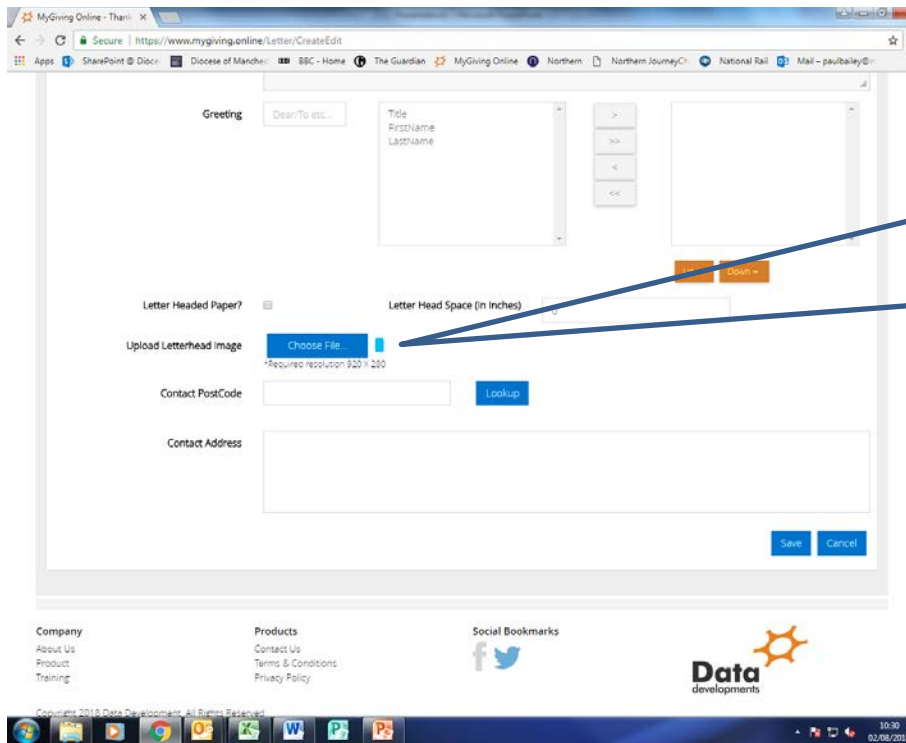 MyGiving Online - Thank
Secure | https://www.mygiving.online/Letter/CreateEdit
Apps SharePoint @ Dioce Diocese of Manches BBC BBC - Home The Guardian MyGiving Online Northern Northern JourneyCh National Rail Mail – paulbailey@m
Greeting Dear/To etc... Title > 
FirstName
LastName >>
<
<<
Down
Letter Headed Paper? Letter Head Space (In Inches)
Upload Letterhead Image Choose File...
*Required resolution 920 X 280
Contact PostCode Lookup
Contact Address
Save Cancel
Company Products Social Bookmarks
About Us Contact Us
Product Terms & Conditions
Training Privacy Policy
Data
developments
Copyright 2018 Data Development. All Rights Reserved
10:30
02/08/201